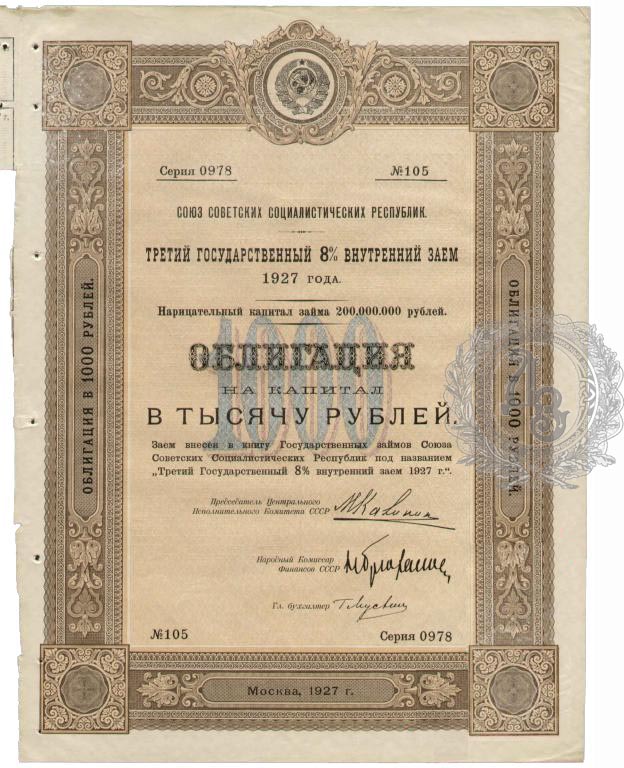 Серия 0978
№105
СОЮЗ СОВЕТСКИХ СОЦИАЛИСТИЧЕСКИХ РЕСПУБЛИК.
ТРЕТИЙ ГОСУДАРСТВЕННЫЙ 8% ВНУТРЕННИЙ ЗАЕМ
1927 ГОДА.
Нарицательный капитал займа 200.000.000 рублей.
1000
ОБЛИГАЦИЯ
НА КАПИТАЛ
В ТЫСЯЧУ РУБЛЕЙ.
Заем внесен в книгу Государственных займов Союза
Советских Социалистических Республик под названием
„Третий Государственный 8% внутренний заем 1927 г.".
Председатель Центрального
Исполнительного Комитета СССР
МКалинин
Народный Комиссар
Финансов СССР
Гл. бухгалтер
№105
Серия 0978
Москва, 1927 г.
ОБЛИГАЦИЯ В 1000 РУБЛЕЙ.
ОБЛИГАЦИЯ В 1000 РУБЛЕЙ.